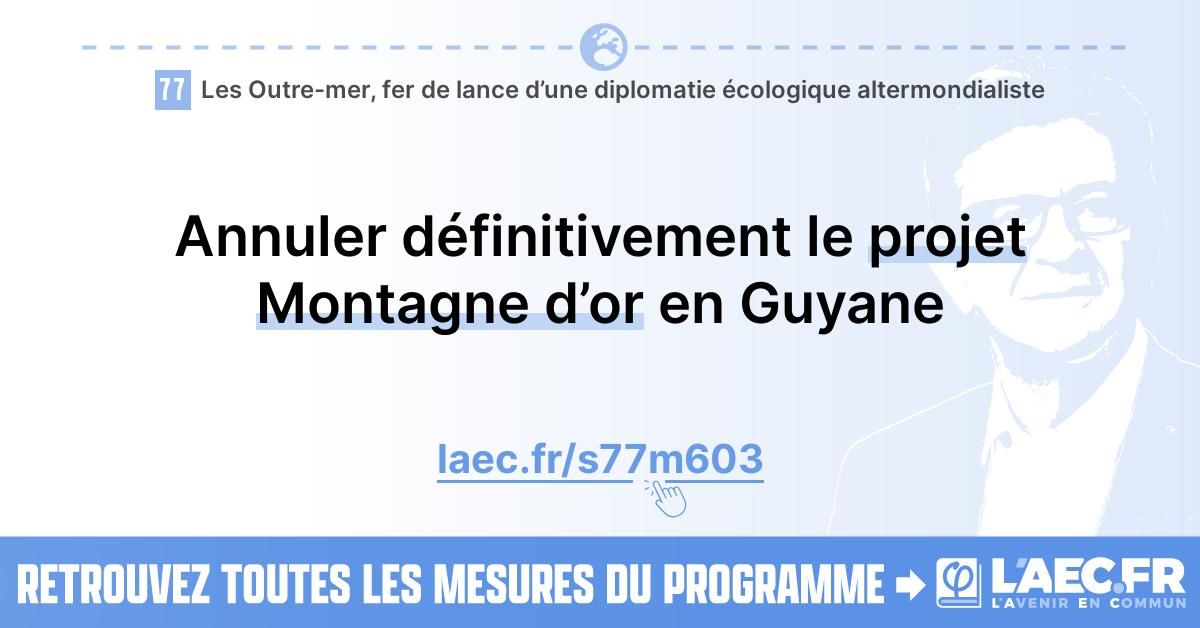 77 Les Outre-mer, fer de lance d’une diplomatie écologique altermondialiste
Annuler définitivement le projet
Montagne d’or en Guyane
laec.fr/s77m603
RETROUVEZ TOUTES LES MESURES DU PROGRAMME
L'AEC.FR
L'AVENIR EN COMMUN